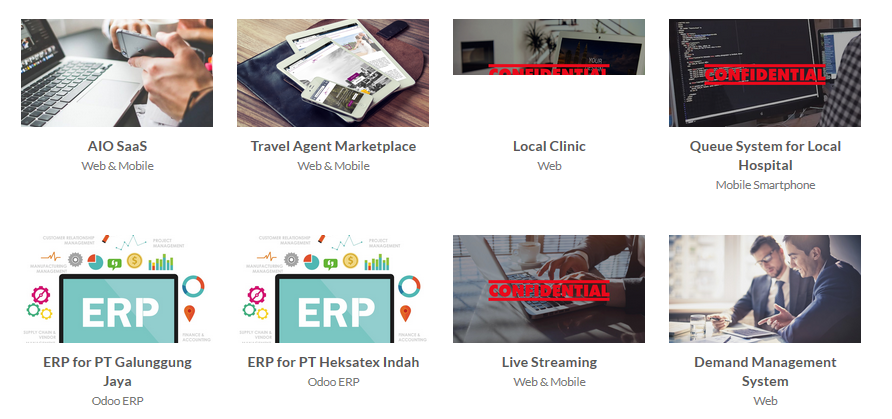 CONFIDENTIAL
CONFIDENTIAL
AIO SaaS
Web & Mobile
Travel Agent Marketplace
Web & Mobile
Local Clinic
Web
Queue System for Local
Hospital
Mobile Smartphone
CUSTOMER RELATIONSHIP
MANAGEMENT
PROJECT
MANAGEMENT
MANUFACTURING
MANAGEMENT
ERP
SUPPLY CHAIN &
VENDOR
FINANCE &
ACCOUNTING
CUSTOMER RELATIONSHIP
MANAGEMENT
PROJECT
MANAGEMENT
MANUFACTURING
MANAGEMENT
ERP
SUPPLY CHAIN &
VENDOR
FINANCE &
ACCOUNTING
CONFIDENTIAL
ERP for PT Galunggung
Jaya
Odoo ERP
ERP for PT Heksatex Indah
Odoo ERP
Live Streaming
Web & Mobile
Demand Management
System
Web